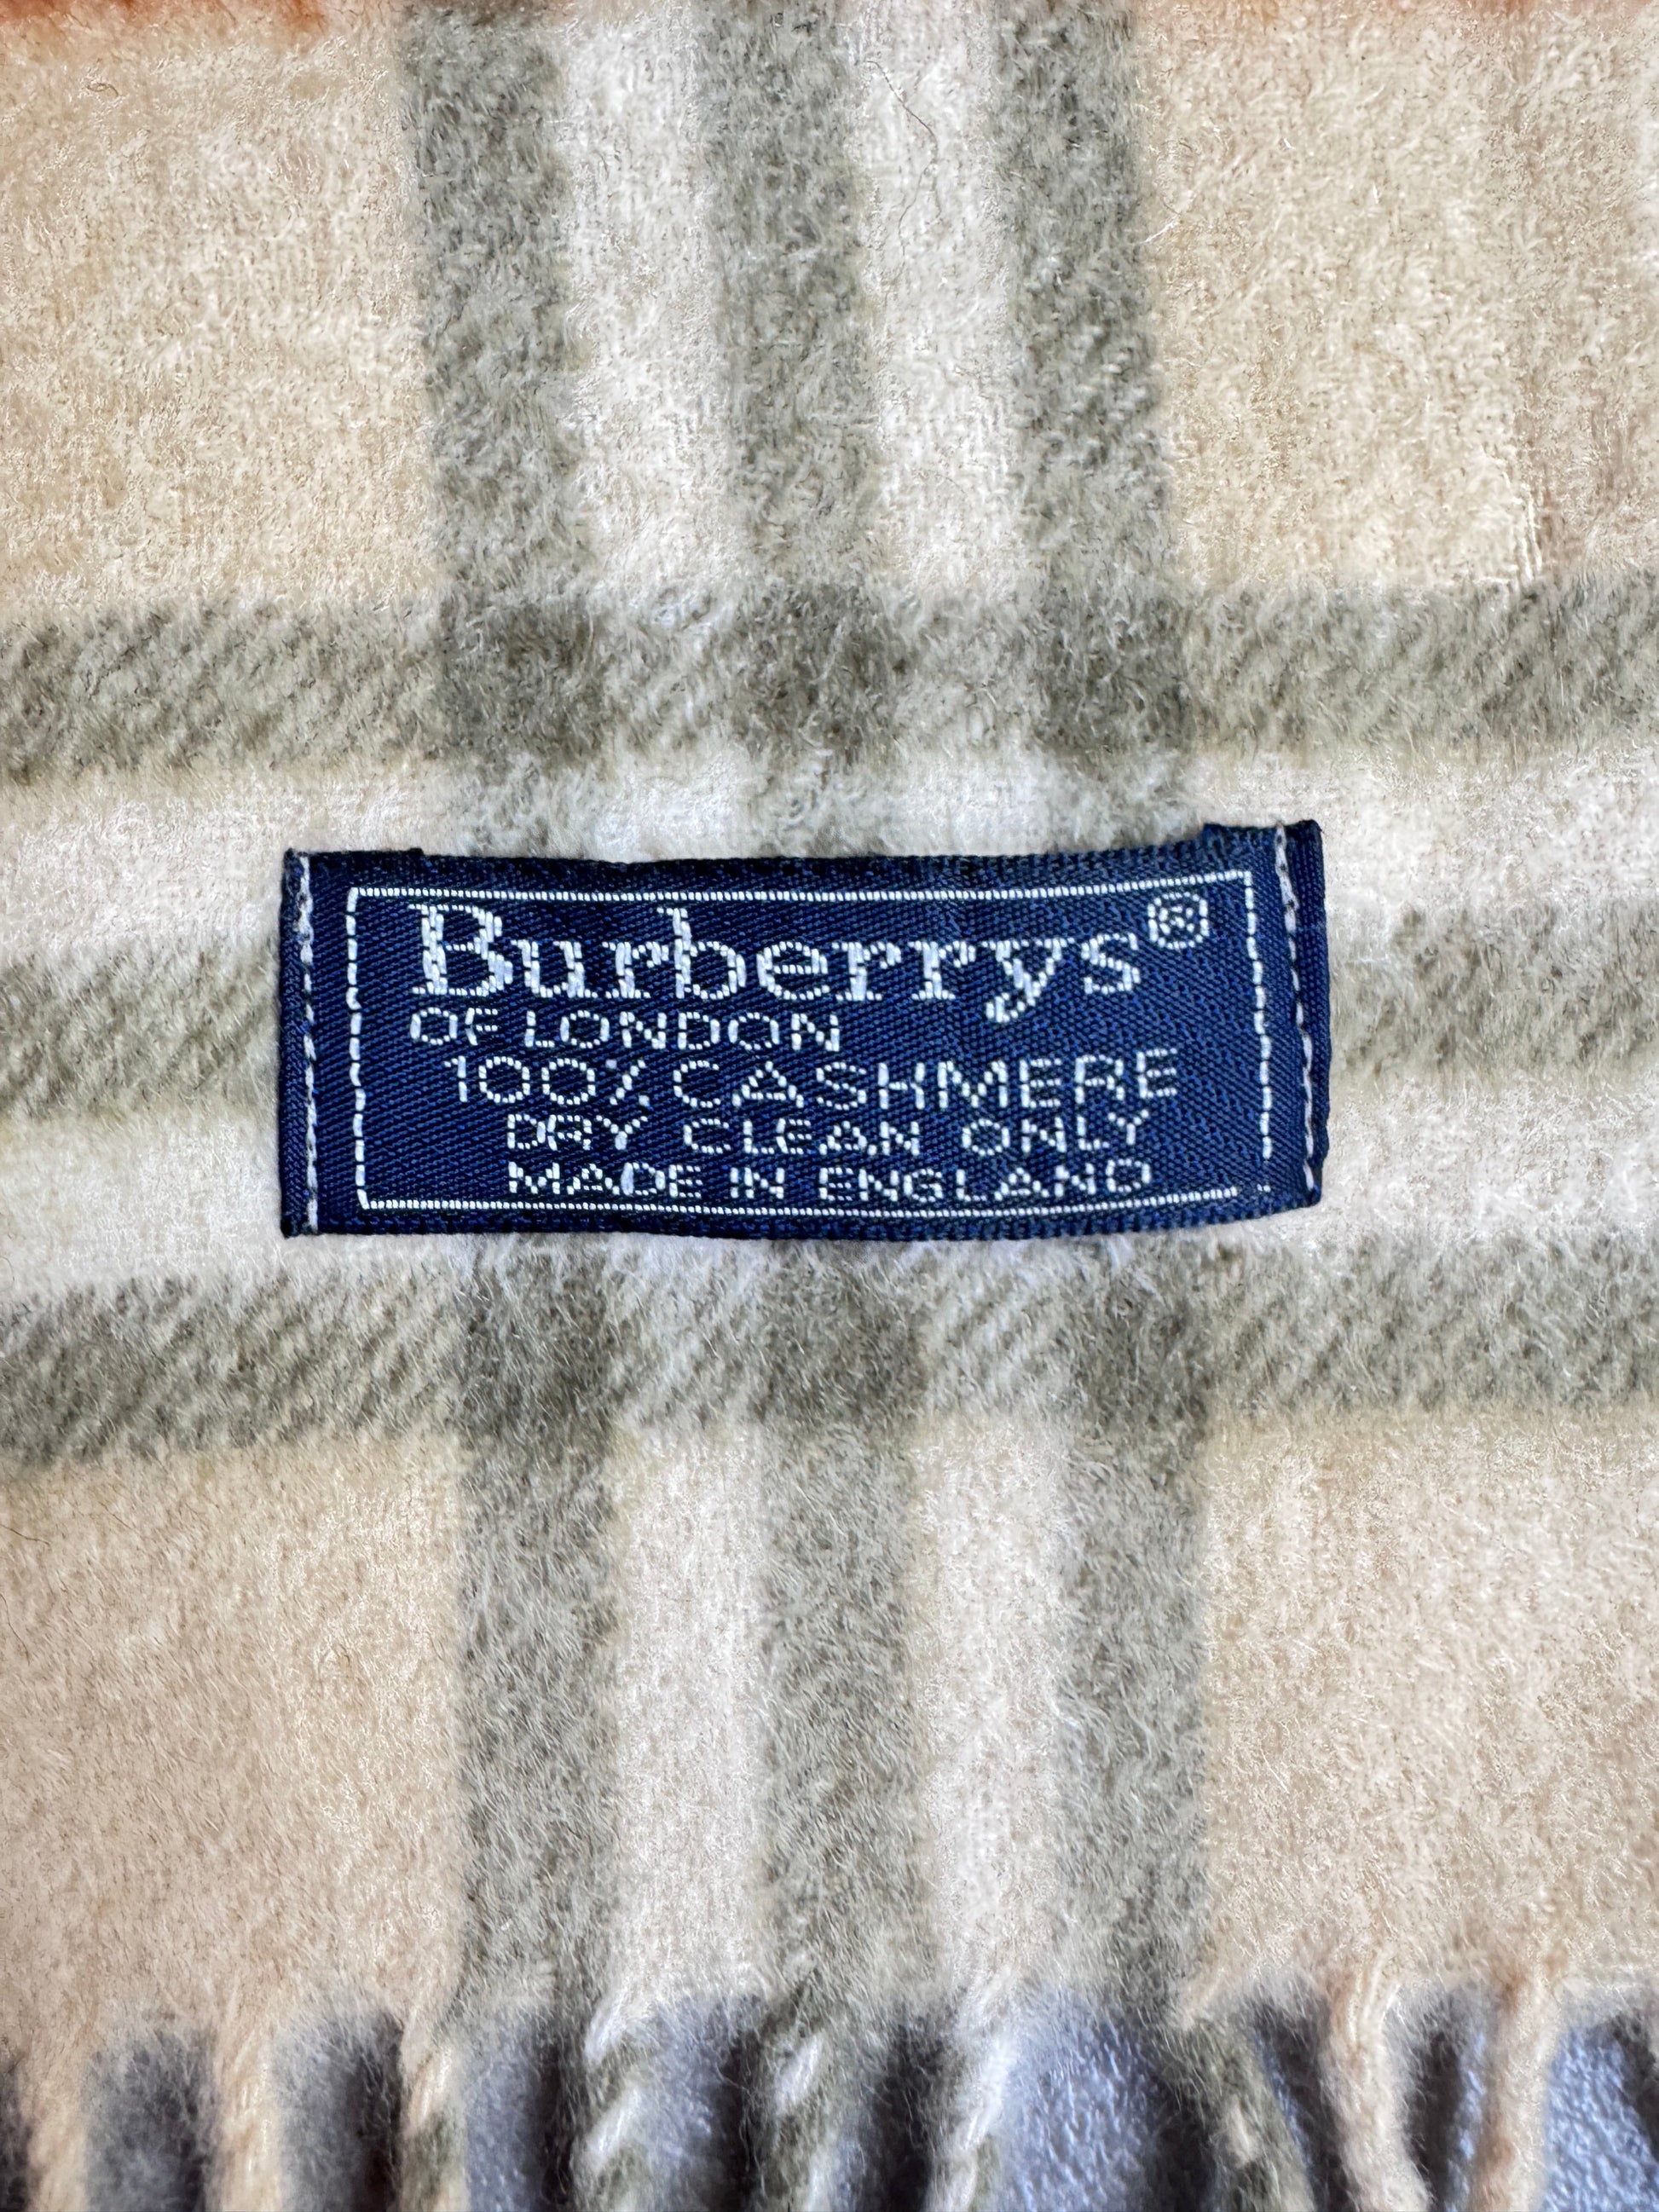 Burberrys®
OF LONDON
100% CASHMERE
DRY CLEAN ONLY
MADE IN ENGLAND